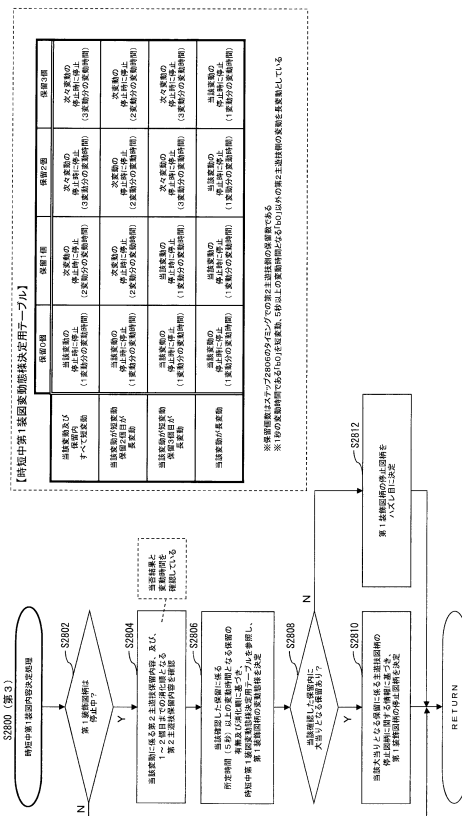 S2800 (第3)
時短中第1装図内容決定処理
S2802
第1装飾図柄は
停止中？
N
Y
S2804
当該変動に係る第2主遊技保留内容、及び、
1～2個目までの消化順となる
第2主遊技保留内容を確認
当否結果と
変動時間を
確認している
S2806
当該確認した保留に係る
所定時間（5秒）以上の変動時間となる保留の
有無及び消化順に基づき、
時短中第1装図変動態様決定用テーブルを参照し、
第1装飾図柄の変動態様を決定
S2808
当該確認した保留内に
大当りとなる保留あり？
N
Y
S2810
当該大当りとなる保留に係る主遊技図柄の
停止図柄に関する情報に基づき、
第1装飾図柄の停止図柄を決定
S2812
第1装飾図柄の停止図柄を
ハズレ目に決定
RETURN
【時短中第1装図変動態様決定用テーブル】
保留0個
保留1個
保留2個
保留3個
当該変動及び
保留内
すべて短変動
当該変動の
停止時に停止
（1変動分の変動時間）
次変動の
停止時に停止
（2変動分の変動時間）
次々変動の
停止時に停止
（3変動分の変動時間）
次々変動の
停止時に停止
（3変動分の変動時間）
当該変動が短変動
保留2個目が
長変動
当該変動の
停止時に停止
（1変動分の変動時間）
次変動の
停止時に停止
（2変動分の変動時間）
次変動の
停止時に停止
（2変動分の変動時間）
次変動の
停止時に停止
（2変動分の変動時間）
当該変動が短変動
保留3個目が
長変動
当該変動の
停止時に停止
（1変動分の変動時間）
当該変動の
停止時に停止
（1変動分の変動時間）
次々変動の
停止時に停止
（3変動分の変動時間）
次々変動の
停止時に停止
（3変動分の変動時間）
当該変動が長変動
当該変動の
停止時に停止
（1変動分の変動時間）
当該変動の
停止時に停止
（1変動分の変動時間）
当該変動の
停止時に停止
（1変動分の変動時間）
当該変動の
停止時に停止
（1変動分の変動時間）
※保留個数はステップ2806のタイミングでの第2主遊技側の保留数である
※1秒の変動時間である「b0」を短変動、5秒以上の変動時間となる「b0」以外の第2主遊技側の変動を長変動としている